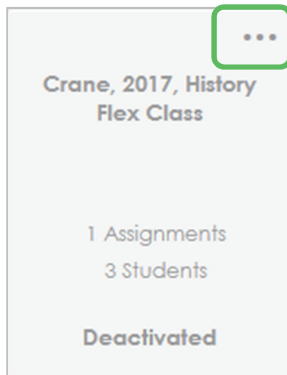 Crane, 2017, History
Flex Class
1 Assignments
3 Students
Deactivated